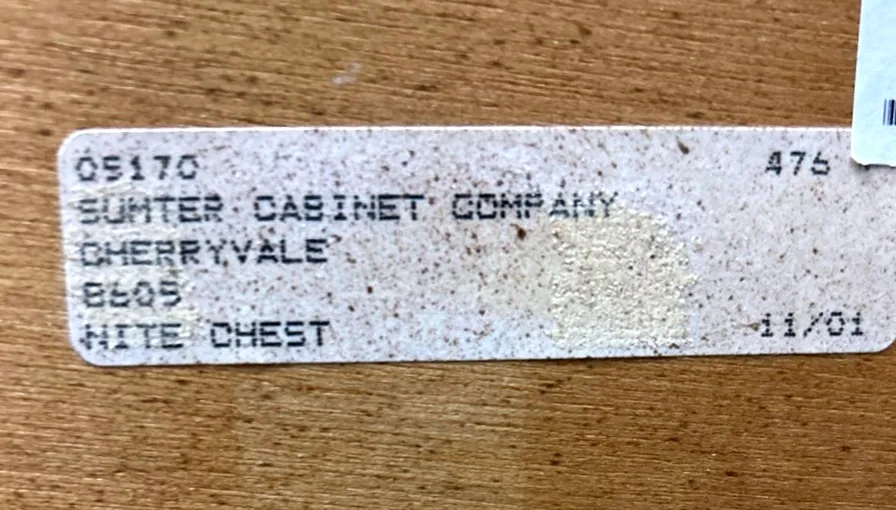 05170 476
SUMTER CABINET COMPANY
CHERRYVALE
8605
NITE CHEST 11/01